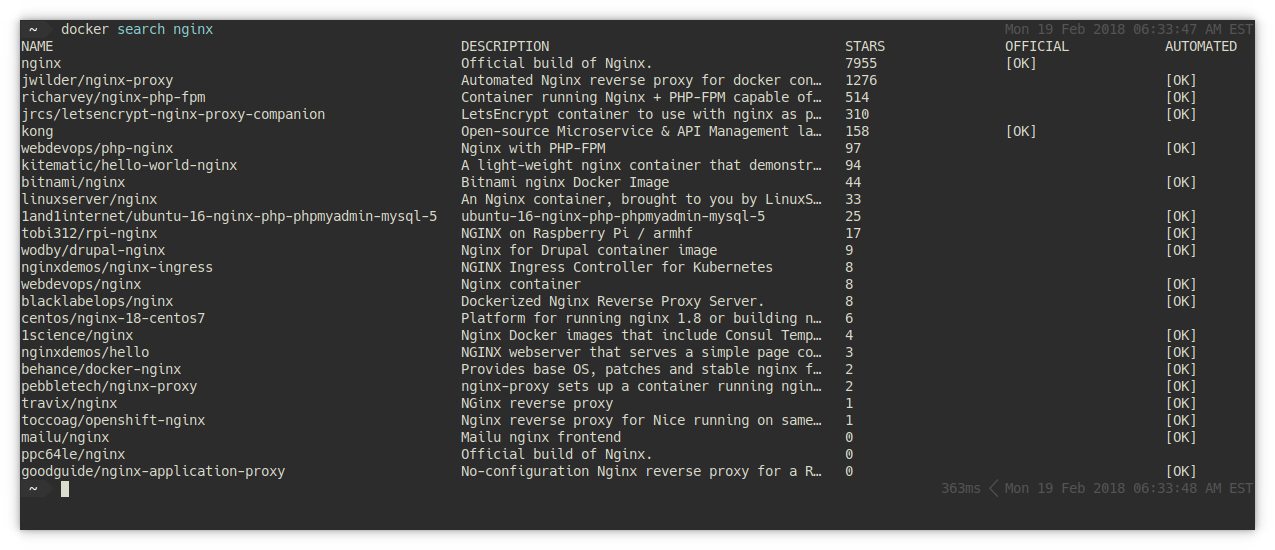 ~ docker search nginx Mon 19 Feb 2018 06:33:47 AM EST
NAME DESCRIPTION STARS OFFICIAL AUTOMATED
nginx Official build of Nginx. 7955 [OK]
jwilder/nginx-proxy Automated Nginx reverse proxy for docker con… 1276 [OK]
richarvey/nginx-php-fpm Container running Nginx + PHP-FPM capable of… 514 [OK]
jrcs/letsencrypt-nginx-proxy-companion LetsEncrypt container to use with nginx as p… 310 [OK]
kong Open-source Microservice & API Management la… 158 [OK]
webdevops/php-nginx Nginx with PHP-FPM 97 [OK]
kitematic/hello-world-nginx A light-weight nginx container that demonstr… 94
bitnami/nginx Bitnami nginx Docker Image 44 [OK]
linuxserver/nginx An Nginx container, brought to you by LinuxS… 33
1and1internet/ubuntu-16-nginx-php-phpmyadmin-mysql-5 ubuntu-16-nginx-php-phpmyadmin-mysql-5 25 [OK]
tobi312/rpi-nginx NGINX on Raspberry Pi / armhf 17 [OK]
wodby/drupal-nginx Nginx for Drupal container image 9 [OK]
nginxdemos/nginx-ingress NGINX Ingress Controller for Kubernetes 8
webdevops/nginx Nginx container 8 [OK]
blacklabelops/nginx Dockerized Nginx Reverse Proxy Server. 8 [OK]
centos/nginx-18-centos7 Platform for running nginx 1.8 or building n… 6
1science/nginx Nginx Docker images that include Consul Temp… 4 [OK]
nginxdemos/hello NGINX webserver that serves a simple page co… 3 [OK]
behance/docker-nginx Provides base OS, patches and stable nginx f… 2 [OK]
pebbletech/nginx-proxy nginx-proxy sets up a container running ngin… 2 [OK]
travix/nginx NGinx reverse proxy 1 [OK]
toccoag/openshift-nginx Nginx reverse proxy for Nice running on same… 1 [OK]
mailu/nginx Mailu nginx frontend 0 [OK]
ppc64le/nginx Official build of Nginx. 0
goodguide/nginx-application-proxy No-configuration Nginx reverse proxy for a R… 0 [OK]
~ 363ms Mon 19 Feb 2018 06:33:48 AM EST